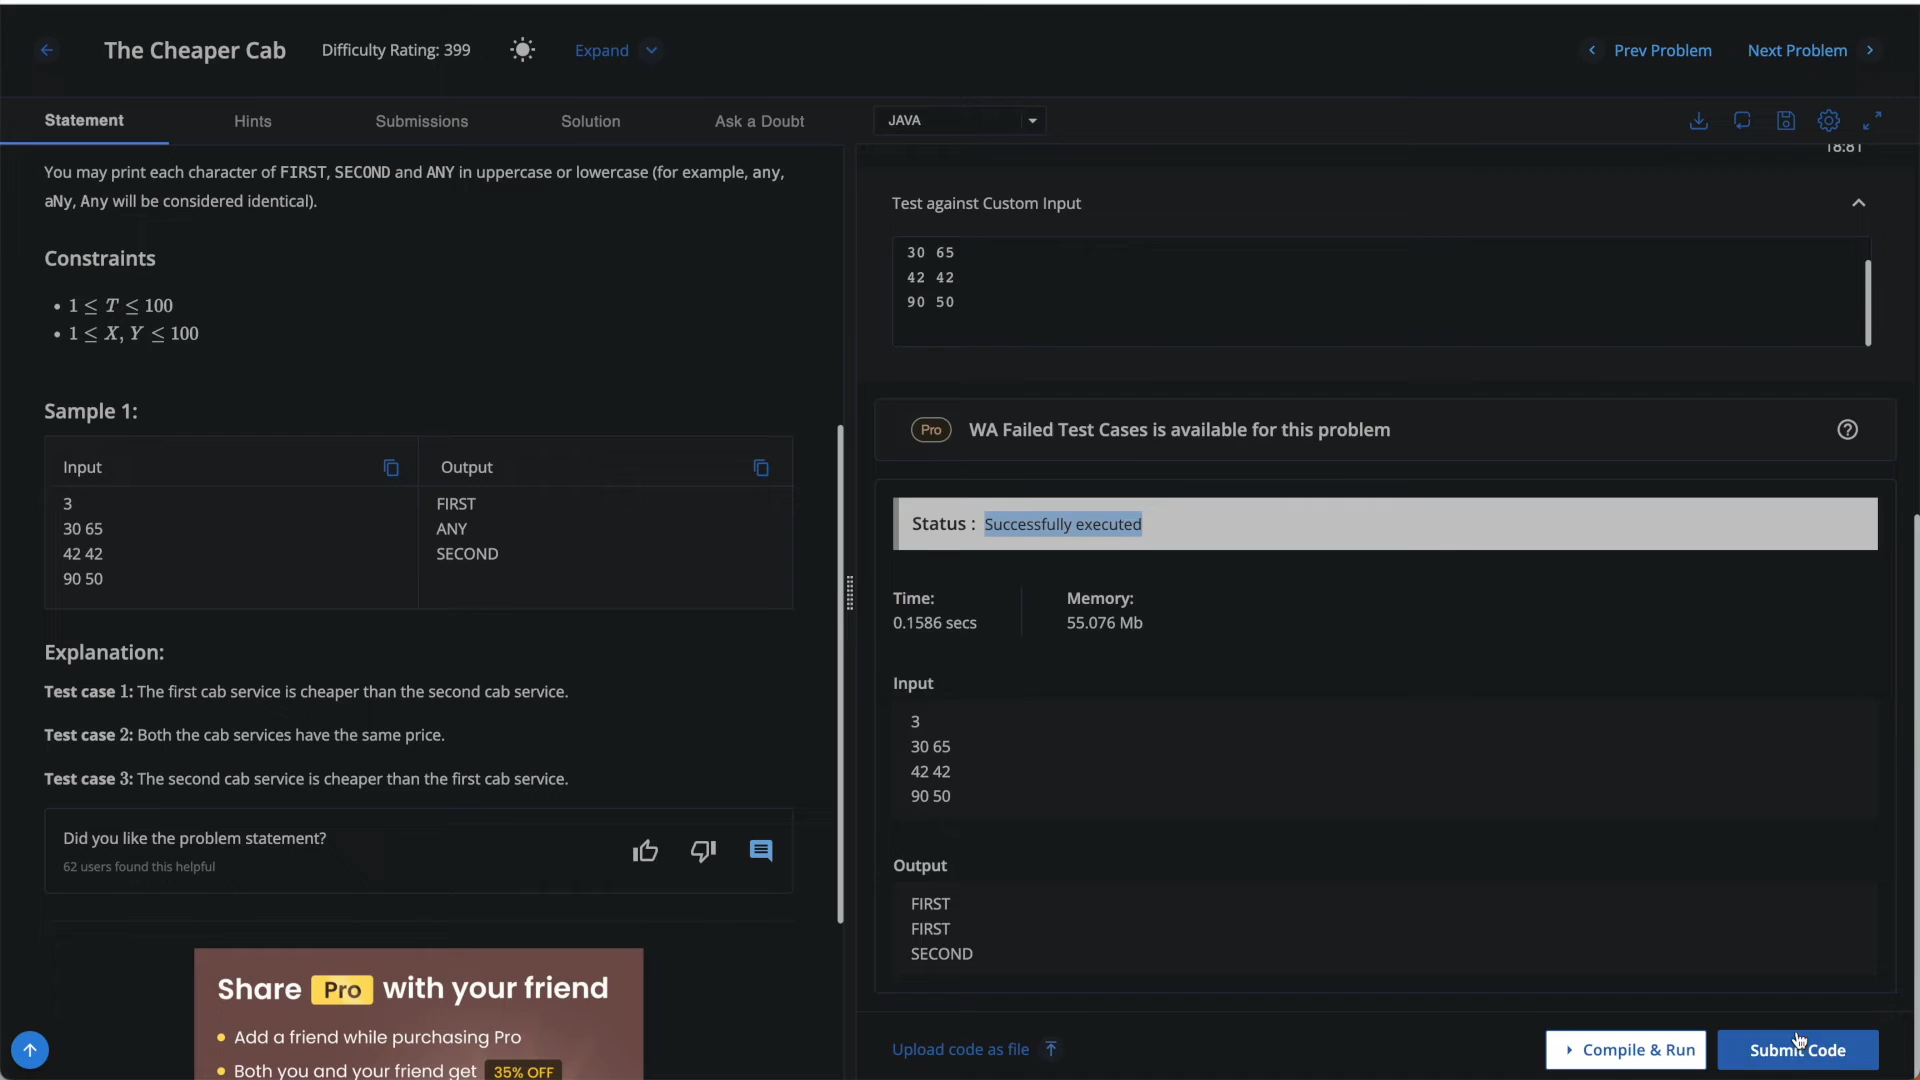 The Cheaper Cab
Difficulty Rating: 399
Expand
Prev Problem
Next Problem
Statement
Hints
Submissions
Solution
Ask a Doubt
You may print each character of FIRST, SECOND and ANY in uppercase or lowercase (for example, any,
aNy, Any will be considered identical).
Constraints
• 1 ≤ T ≤ 100
• 1 ≤ X, Y ≤ 100
Sample 1:
Input
Output
3
30 65
42 42
90 50
FIRST
ANY
SECOND
Explanation:
Test case 1: The first cab service is cheaper than the second cab service.
Test case 2: Both the cab services have the same price.
Test case 3: The second cab service is cheaper than the first cab service.
Did you like the problem statement?
62 users found this helpful
Share Pro with your friend
• Add a friend while purchasing Pro
• Both you and your friend get 35% OFF
JAVA
18:81
Test against Custom Input
30 65
42 42
90 50
Pro WA Failed Test Cases is available for this problem
Status : Successfully executed
Time:
0.1586 secs
Memory:
55.076 Mb
Input
3
30 65
42 42
90 50
Output
FIRST
FIRST
SECOND
Upload code as file
Compile & Run
Submit Code